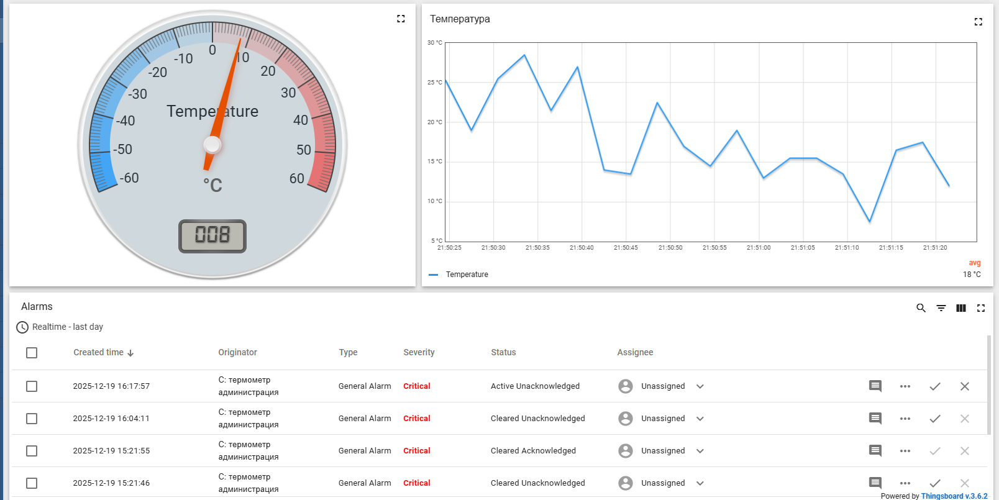 0
-10
10
-20
20
-30
30
Temperature
-40
40
-50
50
-60
60
°C
008
Температура
30 °C
25 °C
20 °C
15 °C
10 °C
5 °C
21:50:25 21:50:30 21:50:35 21:50:40 21:50:45 21:50:50 21:50:55 21:51:00 21:51:05 21:51:10 21:51:15 21:51:20
avg
Temperature 18 °C
Alarms
Realtime - last day
Created time Originator Type Severity Status Assignee
2025-12-19 16:17:57 С: термометр администрация General Alarm Critical Active Unacknowledged Unassigned
2025-12-19 16:04:11 С: термометр администрация General Alarm Critical Cleared Unacknowledged Unassigned
2025-12-19 15:21:55 С: термометр администрация General Alarm Critical Cleared Acknowledged Unassigned
2025-12-19 15:21:46 С: термометр администрация General Alarm Critical Cleared Unacknowledged Unassigned
Powered by Thingsboard v.3.6.2